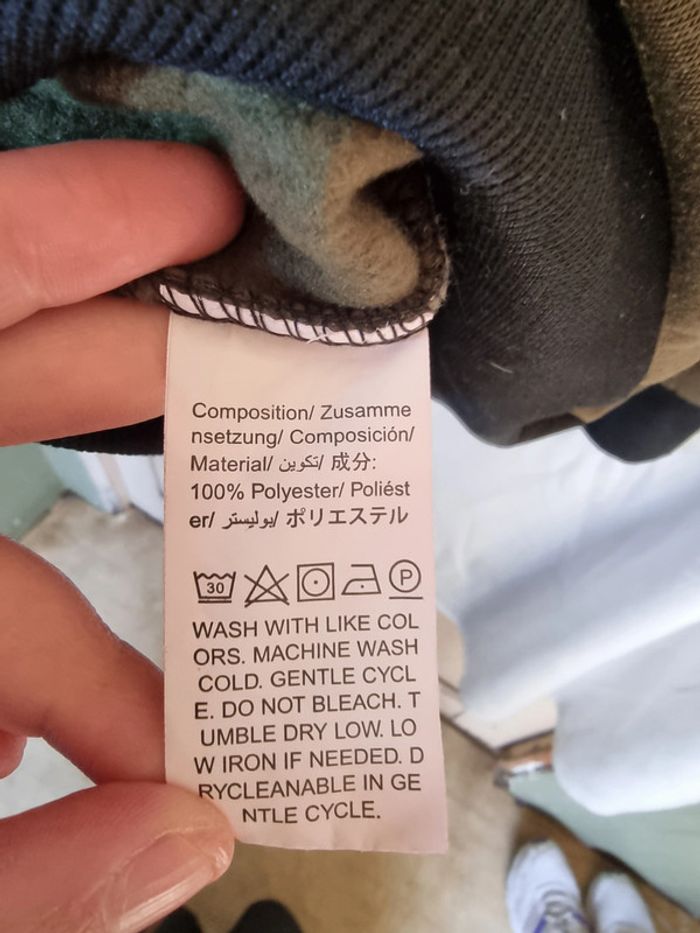 Composition/ Zusamme
nsetzung/ Composición/
Material/ تكوين/ 成分:
100% Polyester/ Poliést
er/ بوليستر/ ポリエステル
30 P
WASH WITH LIKE COL
ORS. MACHINE WASH
COLD. GENTLE CYCL
E. DO NOT BLEACH. T
UMBLE DRY LOW. LO
W IRON IF NEEDED. D
RYCLEANABLE IN GE
NTLE CYCLE.